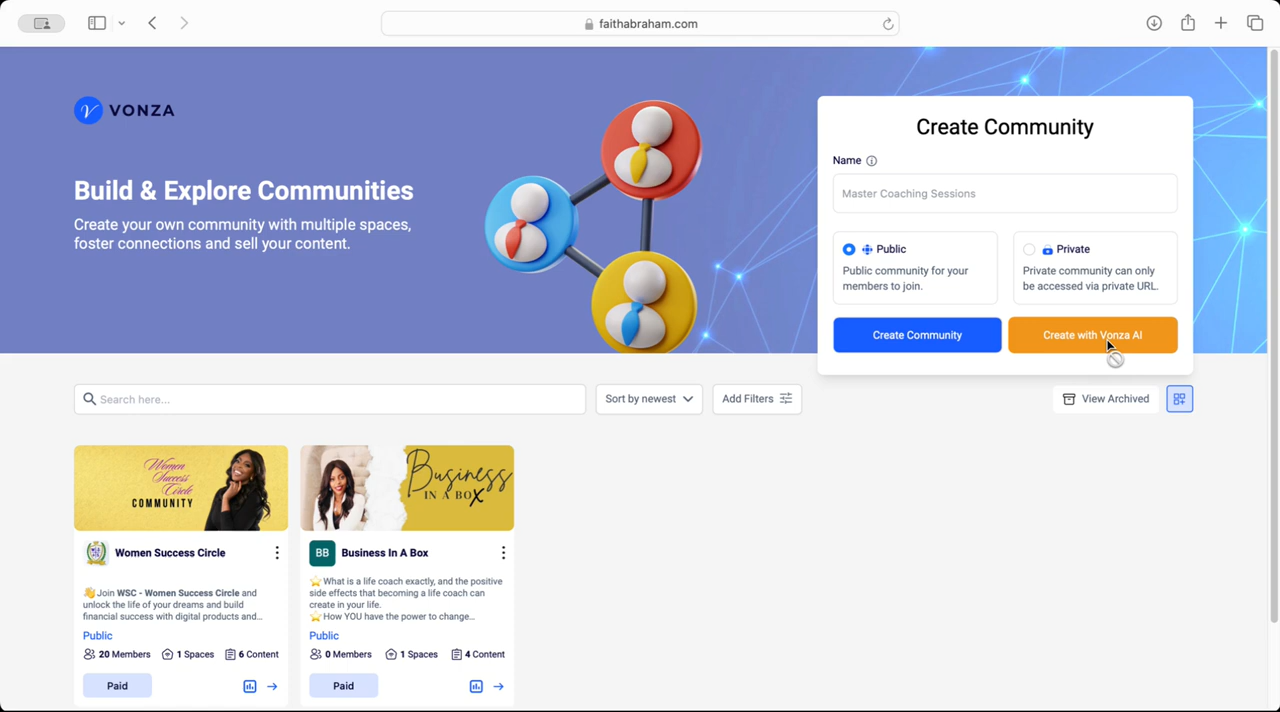 faithabraham.com
VONZA
Build & Explore Communities
Create your own community with multiple spaces,
foster connections and sell your content.
Create Community
Name
Master Coaching Sessions
Public
Public community for your
members to join.
Private
Private community can only
be accessed via private URL.
Create Community
Create with Vonza AI
Search here...
Sort by newest
Add Filters
View Archived
Women
Success
Circle
COMMUNITY
Women Success Circle
👋Join WSC - Women Success Circle and
unlock the life of your dreams and build
financial success with digital products and...
Public
20 Members
1 Spaces
6 Content
Paid
Business
IN A BOX
BB
Business In A Box
⭐What is a life coach exactly, and the positive
side effects that becoming a life coach can
create in your life.
⭐How YOU have the power to change...
Public
0 Members
1 Spaces
4 Content
Paid